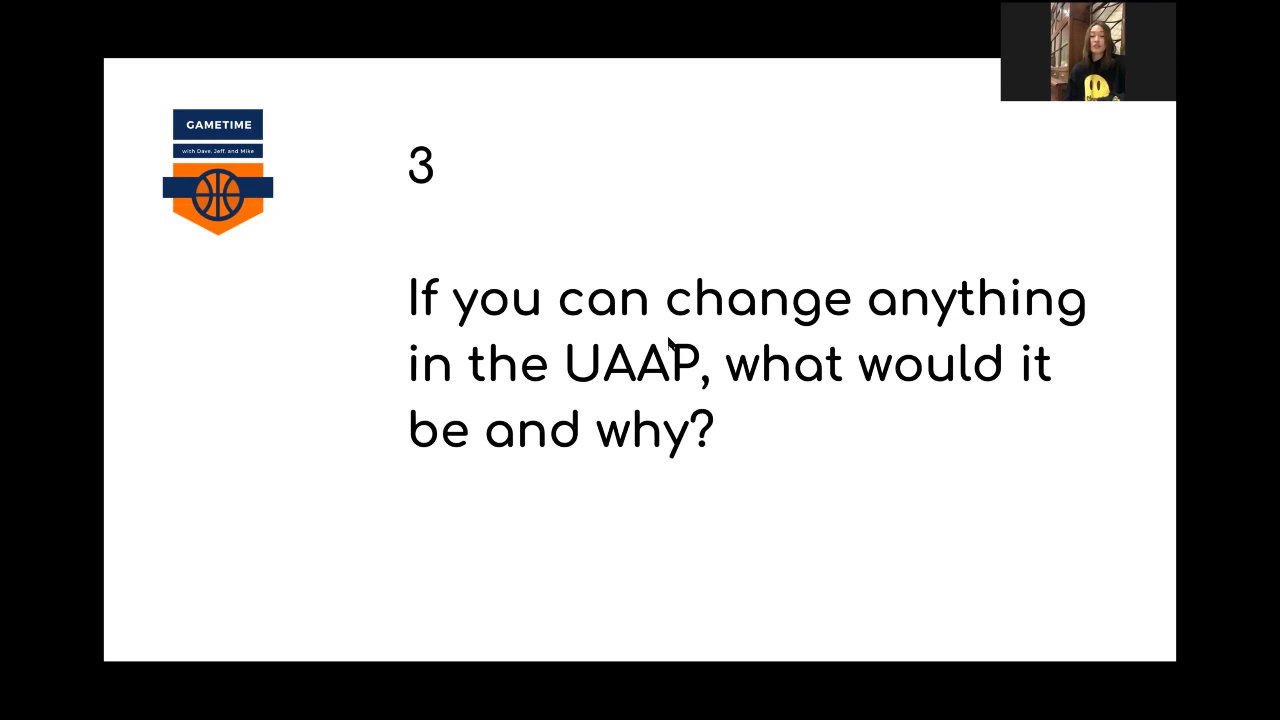 GAMETIME
with Dave, Jeff, and Mike
3
If you can change anything
in the UAAP, what would it
be and why?